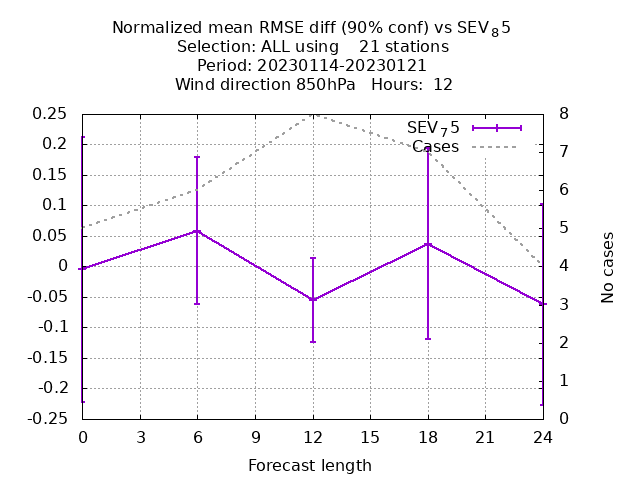 Normalized mean RMSE diff (90% conf) vs SEV₈5
Selection: ALL using    21 stations
Period: 20230114-20230121
Wind direction 850hPa   Hours:  12
SEV₇5
Cases
0.25
0.2
0.15
0.1
0.05
0
-0.05
-0.1
-0.15
-0.2
-0.25
8
7
6
5
4
3
2
1
0
No cases
0 3 6 9 12 15 18 21 24
Forecast length